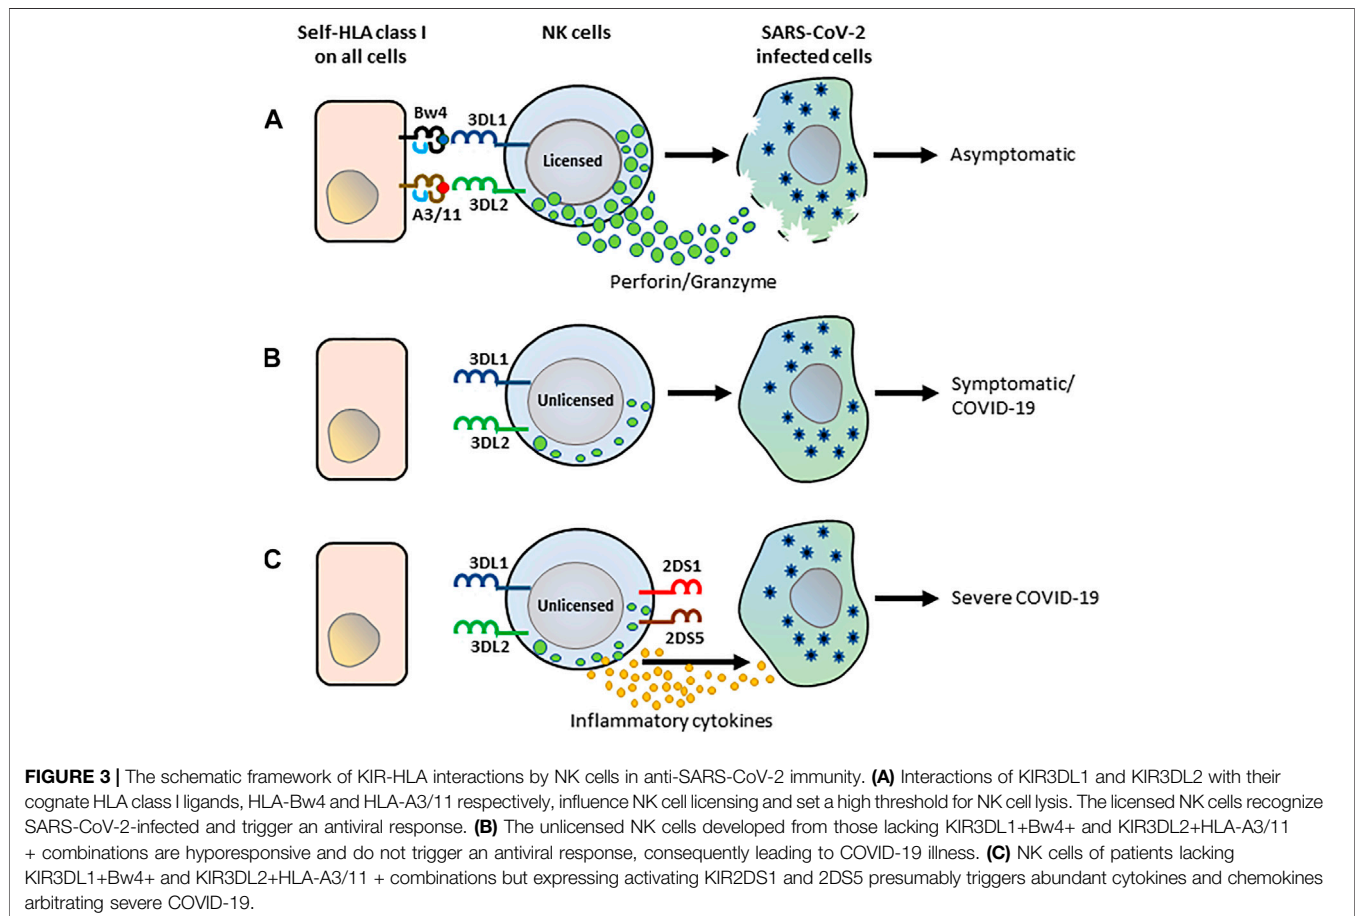 Self-HLA class I
on all cells
NK cells
SARS-CoV-2
infected cells
A
Bw4
3DL1
Licensed
A3/11
3DL2
Asymptomatic
Perforin/Granzyme
B
3DL1
Unlicensed
3DL2
Symptomatic/
COVID-19
C
3DL1
Unlicensed
3DL2
2DS1
2DS5
Severe COVID-19
Inflammatory cytokines
FIGURE 3 | The schematic framework of KIR-HLA interactions by NK cells in anti-SARS-CoV-2 immunity. (A) Interactions of KIR3DL1 and KIR3DL2 with their
cognate HLA class I ligands, HLA-Bw4 and HLA-A3/11 respectively, influence NK cell licensing and set a high threshold for NK cell lysis. The licensed NK cells recognize
SARS-CoV-2-infected and trigger an antiviral response. (B) The unlicensed NK cells developed from those lacking KIR3DL1+Bw4+ and KIR3DL2+HLA-A3/11
+ combinations are hyporesponsive and do not trigger an antiviral response, consequently leading to COVID-19 illness. (C) NK cells of patients lacking
KIR3DL1+Bw4+ and KIR3DL2+HLA-A3/11 + combinations but expressing activating KIR2DS1 and 2DS5 presumably triggers abundant cytokines and chemokines
arbitrating severe COVID-19.